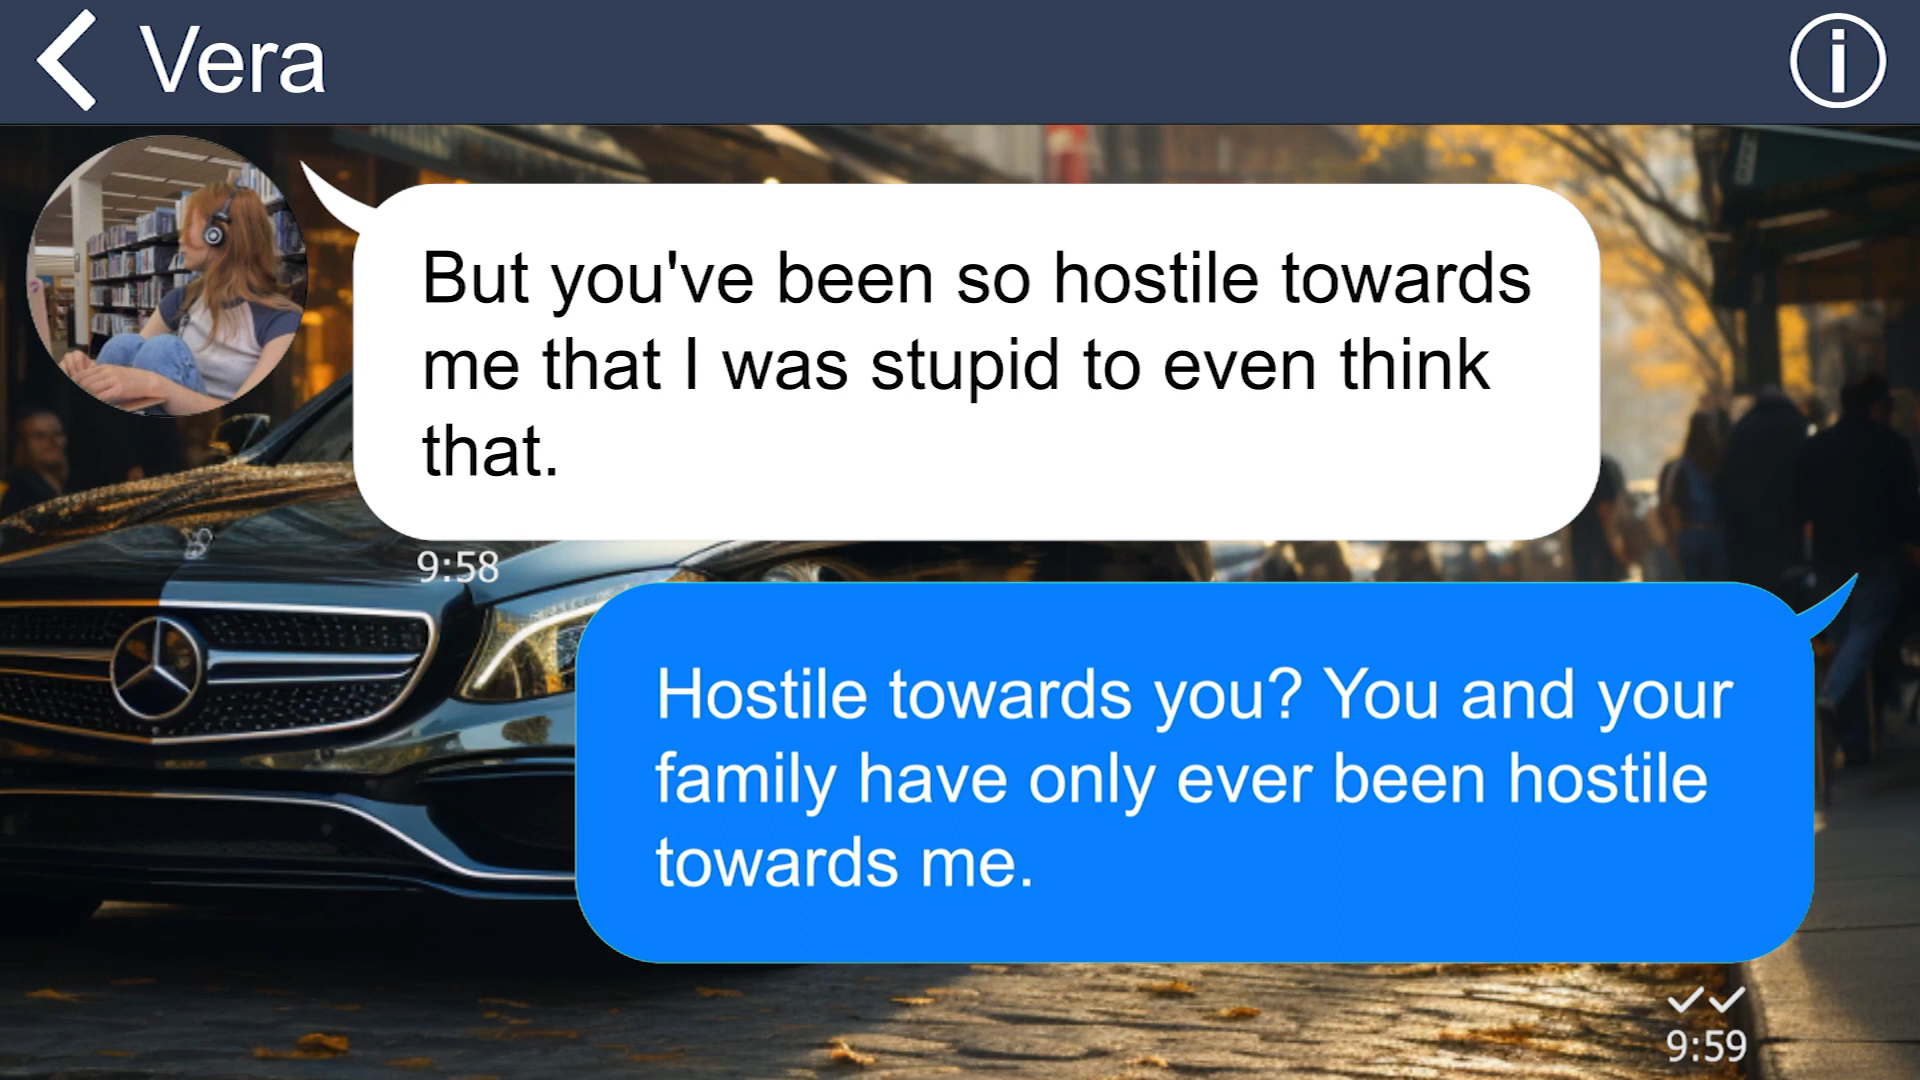 Vera
But you've been so hostile towards
me that I was stupid to even think
that.
9:58
Hostile towards you? You and your
family have only ever been hostile
towards me.
9:59